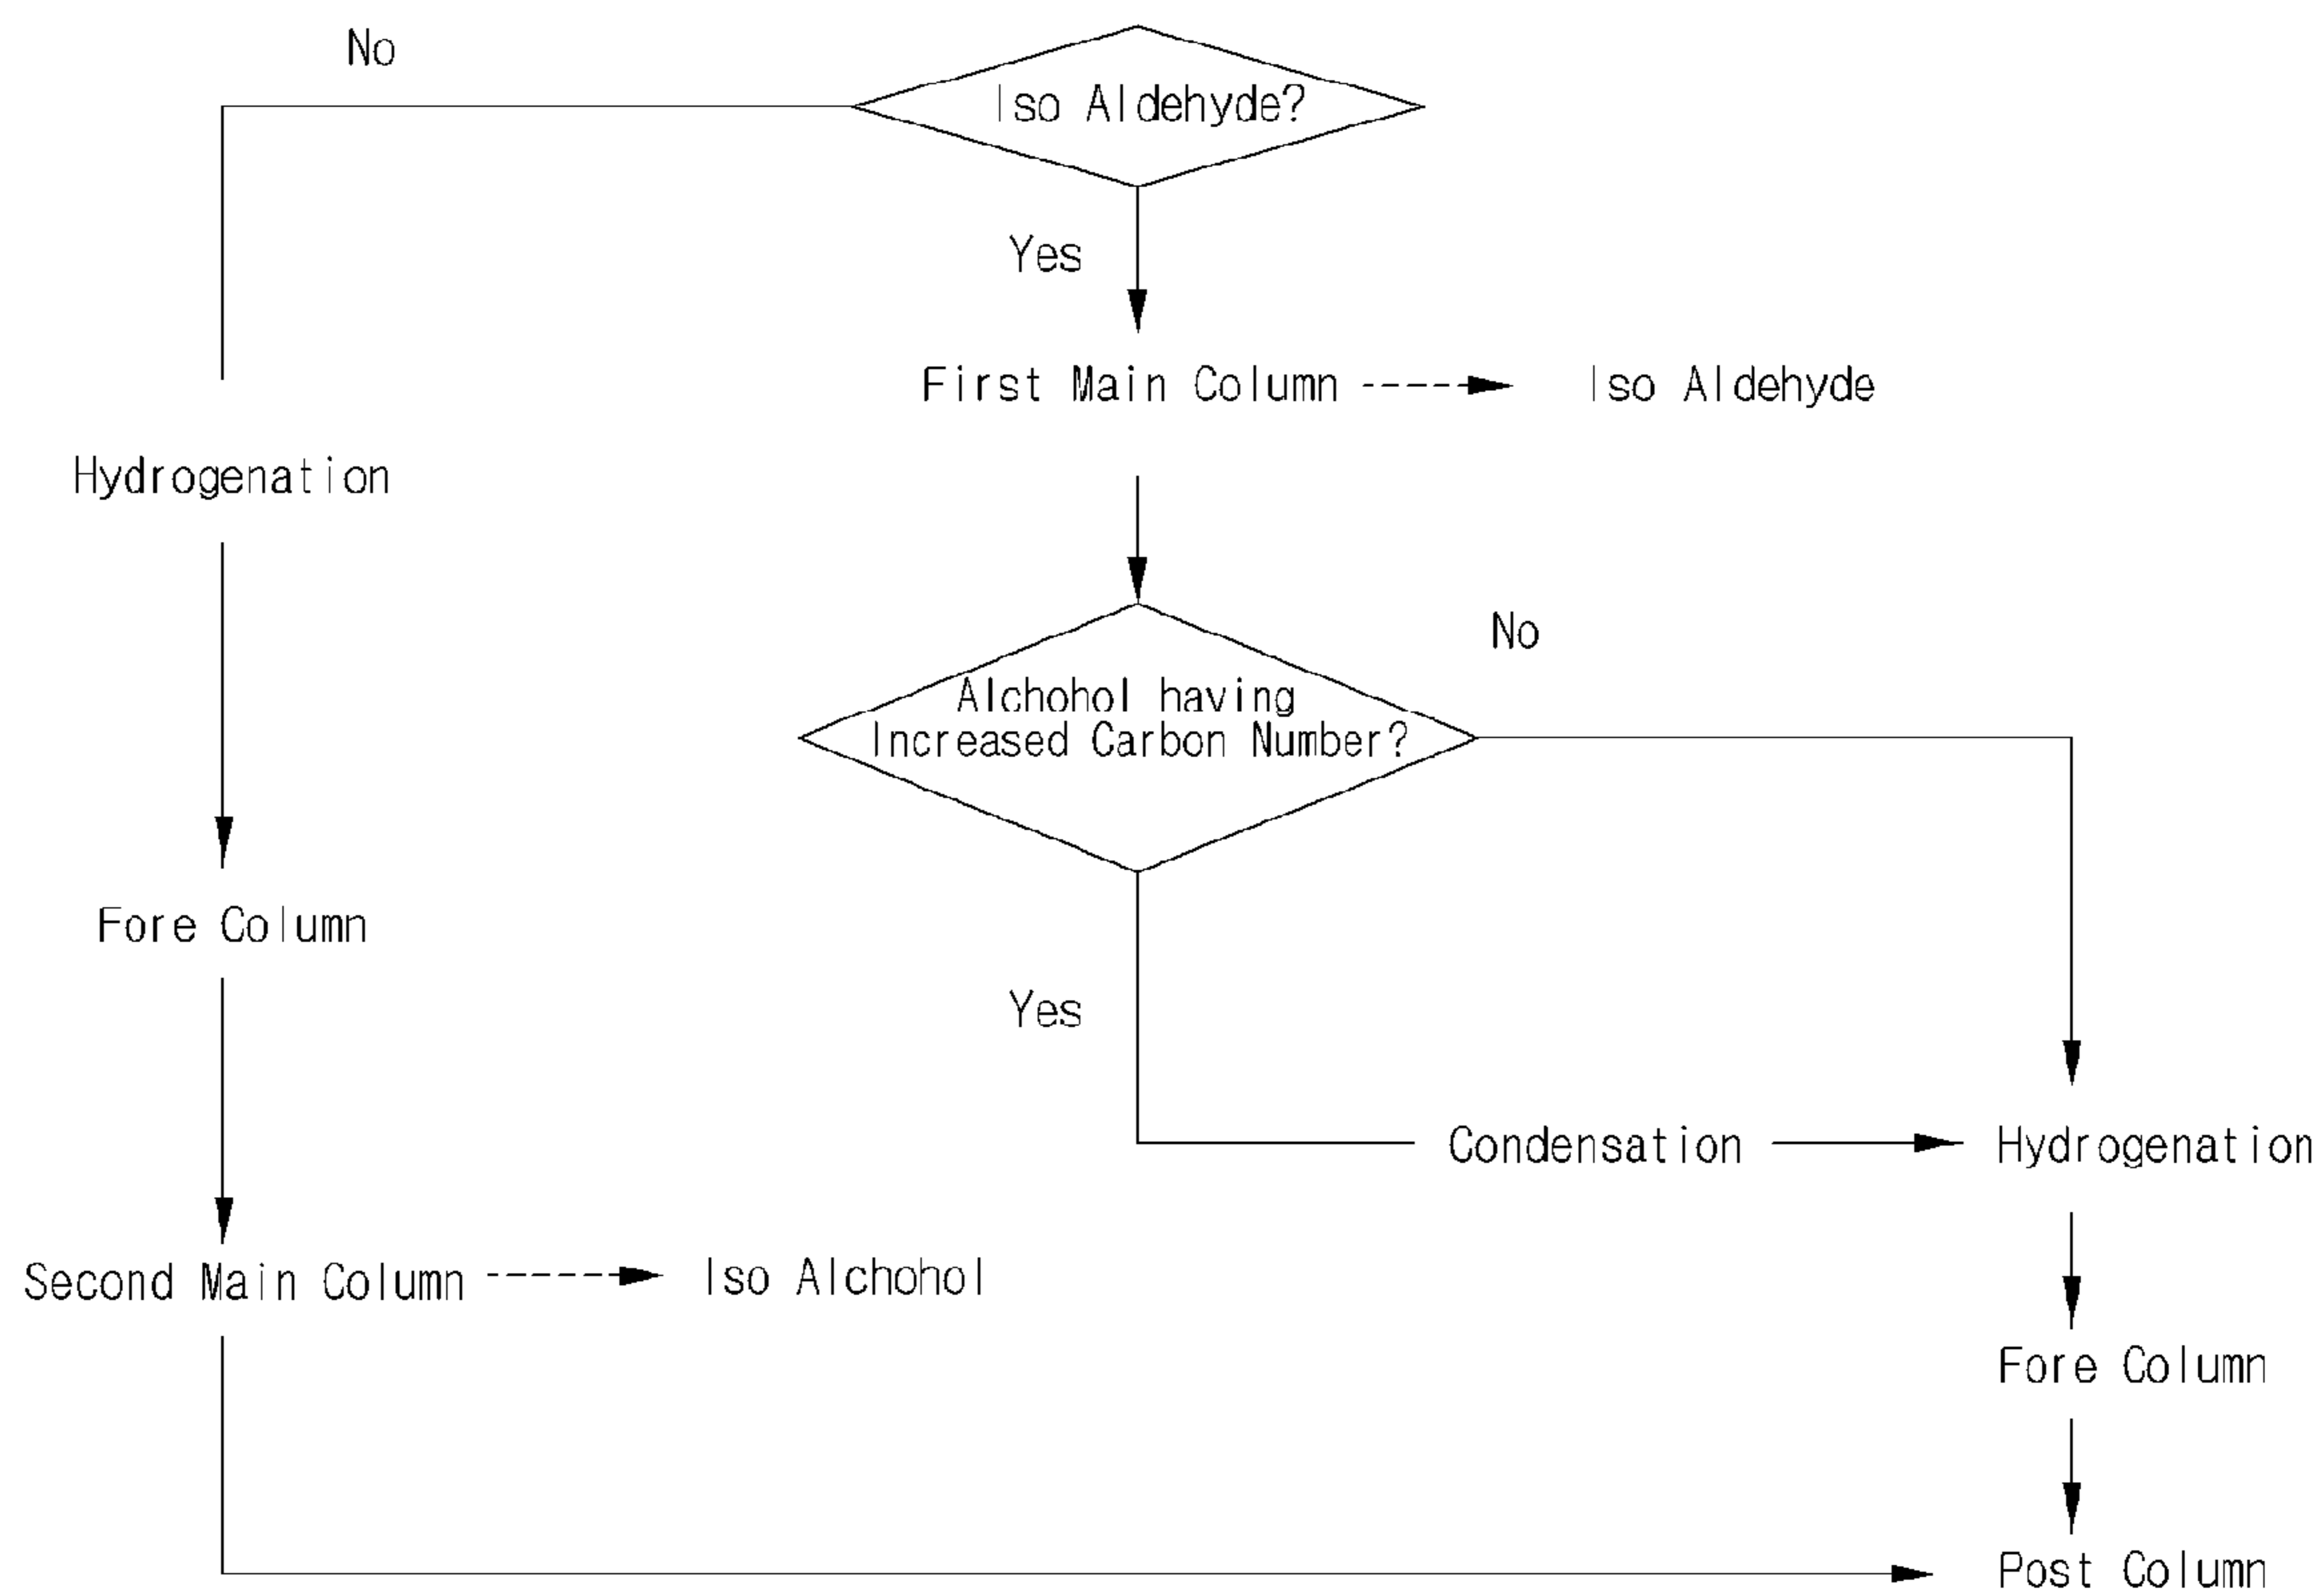 No
Iso Aldehyde?
Yes
First Main Column
Iso Aldehyde
Hydrogenation
No
Alchohol having
Increased Carbon Number?
Fore Column
Yes
Condensation
Hydrogenation
Second Main Column
Iso Alchohol
Fore Column
Post Column